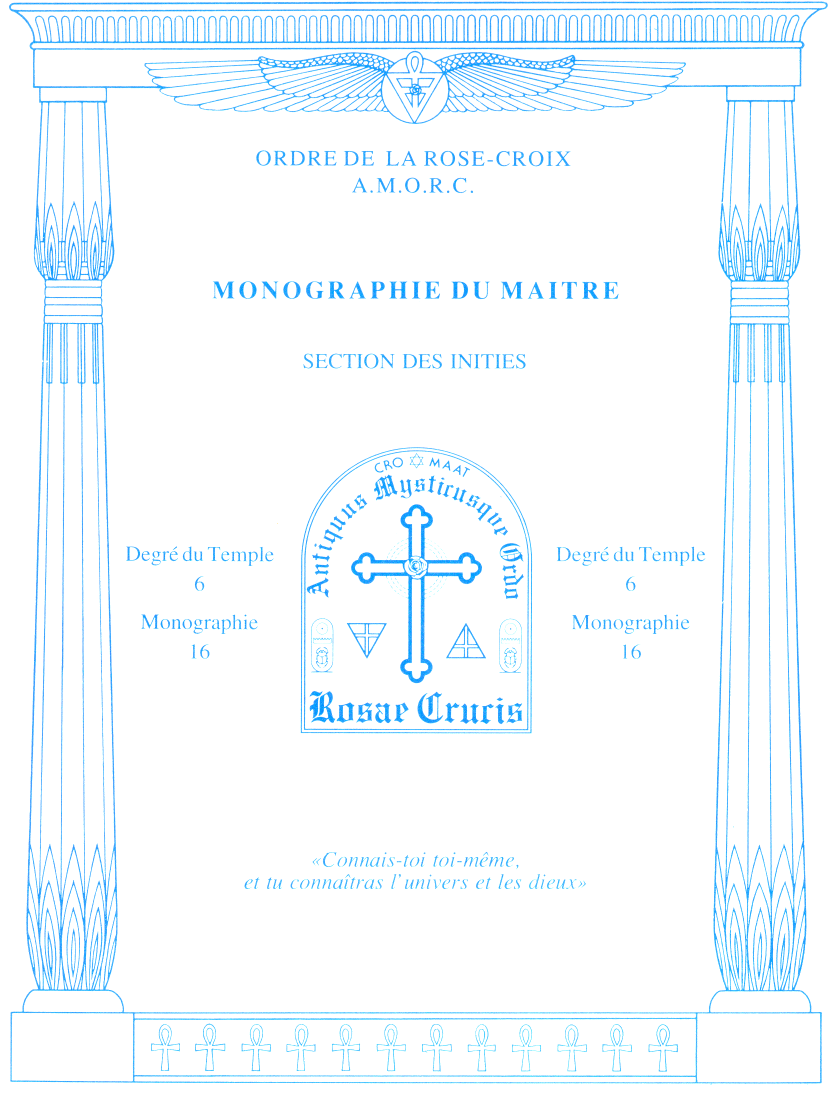 ORDRE DE LA ROSE-CROIX
A.M.O.R.C.
MONOGRAPHIE DU MAITRE
SECTION DES INITIES
CRO MAAT
Antiquus Mysticusque Ordo
Degré du Temple
6
Monographie
16
Degré du Temple
6
Monographie
16
Rosae Crucis
«Connais-toi toi-même,
et tu connaîtras l'univers et les dieux»